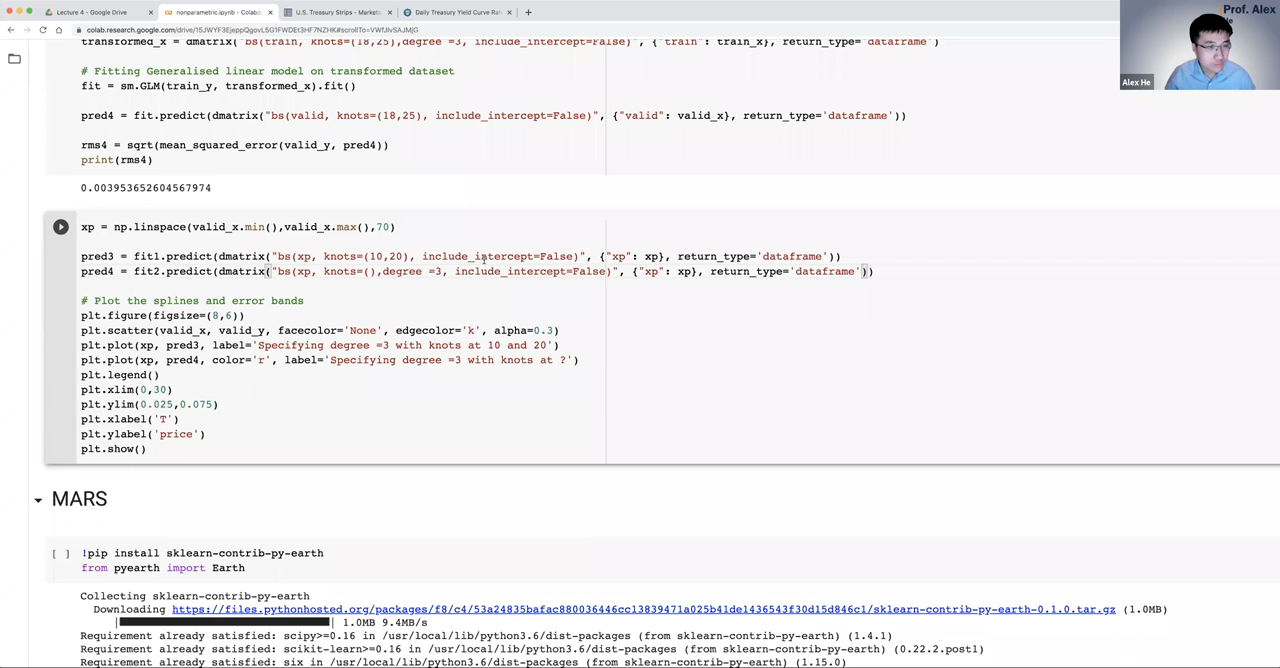 Lecture 4 - Google Drive
nonparametric.ipynb - Colabo
U.S. Treasury Strips - Markets
Daily Treasury Yield Curve Ra
Prof. Alex
He
colab.research.google.com/drive/15JWYF3EjeppQgovL5G1FWDEt3HF7NZHK#scrollTo=VWfJIvSAJMjG
transformed_x = dmatrix("bs(train, knots=(18,25),degree =3, include_intercept=False)", {"train": train_x}, return_type='dataframe')
# Fitting Generalised linear model on transformed dataset
fit = sm.GLM(train_y, transformed_x).fit()
pred4 = fit.predict(dmatrix("bs(valid, knots=(18,25), include_intercept=False)", {"valid": valid_x}, return_type='dataframe'))
rms4 = sqrt(mean_squared_error(valid_y, pred4))
print(rms4)
0.003953652604567974
xp = np.linspace(valid_x.min(),valid_x.max(),70)
pred3 = fit1.predict(dmatrix("bs(xp, knots=(10,20), include_intercept=False)", {"xp": xp}, return_type='dataframe'))
pred4 = fit2.predict(dmatrix("bs(xp, knots=(),degree =3, include_intercept=False)", {"xp": xp}, return_type='dataframe'))
# Plot the splines and error bands
plt.figure(figsize=(8,6))
plt.scatter(valid_x, valid_y, facecolor='None', edgecolor='k', alpha=0.3)
plt.plot(xp, pred3, label='Specifying degree =3 with knots at 10 and 20')
plt.plot(xp, pred4, color='r', label='Specifying degree =3 with knots at ?')
plt.legend()
plt.xlim(0,30)
plt.ylim(0.025,0.075)
plt.xlabel('T')
plt.ylabel('price')
plt.show()
Alex He
MARS
[ ] !pip install sklearn-contrib-py-earth
from pyearth import Earth
Collecting sklearn-contrib-py-earth
Downloading https://files.pythonhosted.org/packages/f8/c4/53a24835bafac880036446cc13839471a025b41de1436543f30d15d846c1/sklearn-contrib-py-earth-0.1.0.tar.gz (1.0MB)
1.0MB 9.4MB/s
Requirement already satisfied: scipy>=0.16 in /usr/local/lib/python3.6/dist-packages (from sklearn-contrib-py-earth) (1.4.1)
Requirement already satisfied: scikit-learn>=0.16 in /usr/local/lib/python3.6/dist-packages (from sklearn-contrib-py-earth) (0.22.2.post1)
Requirement already satisfied: six in /usr/local/lib/python3.6/dist-packages (from sklearn-contrib-py-earth) (1.15.0)